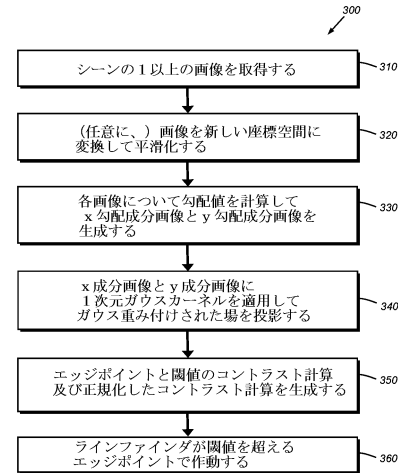 300
シーンの１以上の画像を取得する
310
（任意に、）画像を新しい座標空間に
変換して平滑化する
320
各画像について勾配値を計算して
ｘ勾配成分画像とｙ勾配成分画像を
生成する
330
ｘ成分画像とｙ成分画像に
１次元ガウスカーネルを適用して
ガウス重み付けされた場を投影する
340
エッジポイントと閾値のコントラスト計算
及び正規化したコントラスト計算を生成する
350
ラインファインダが閾値を超える
エッジポイントで作動する
360